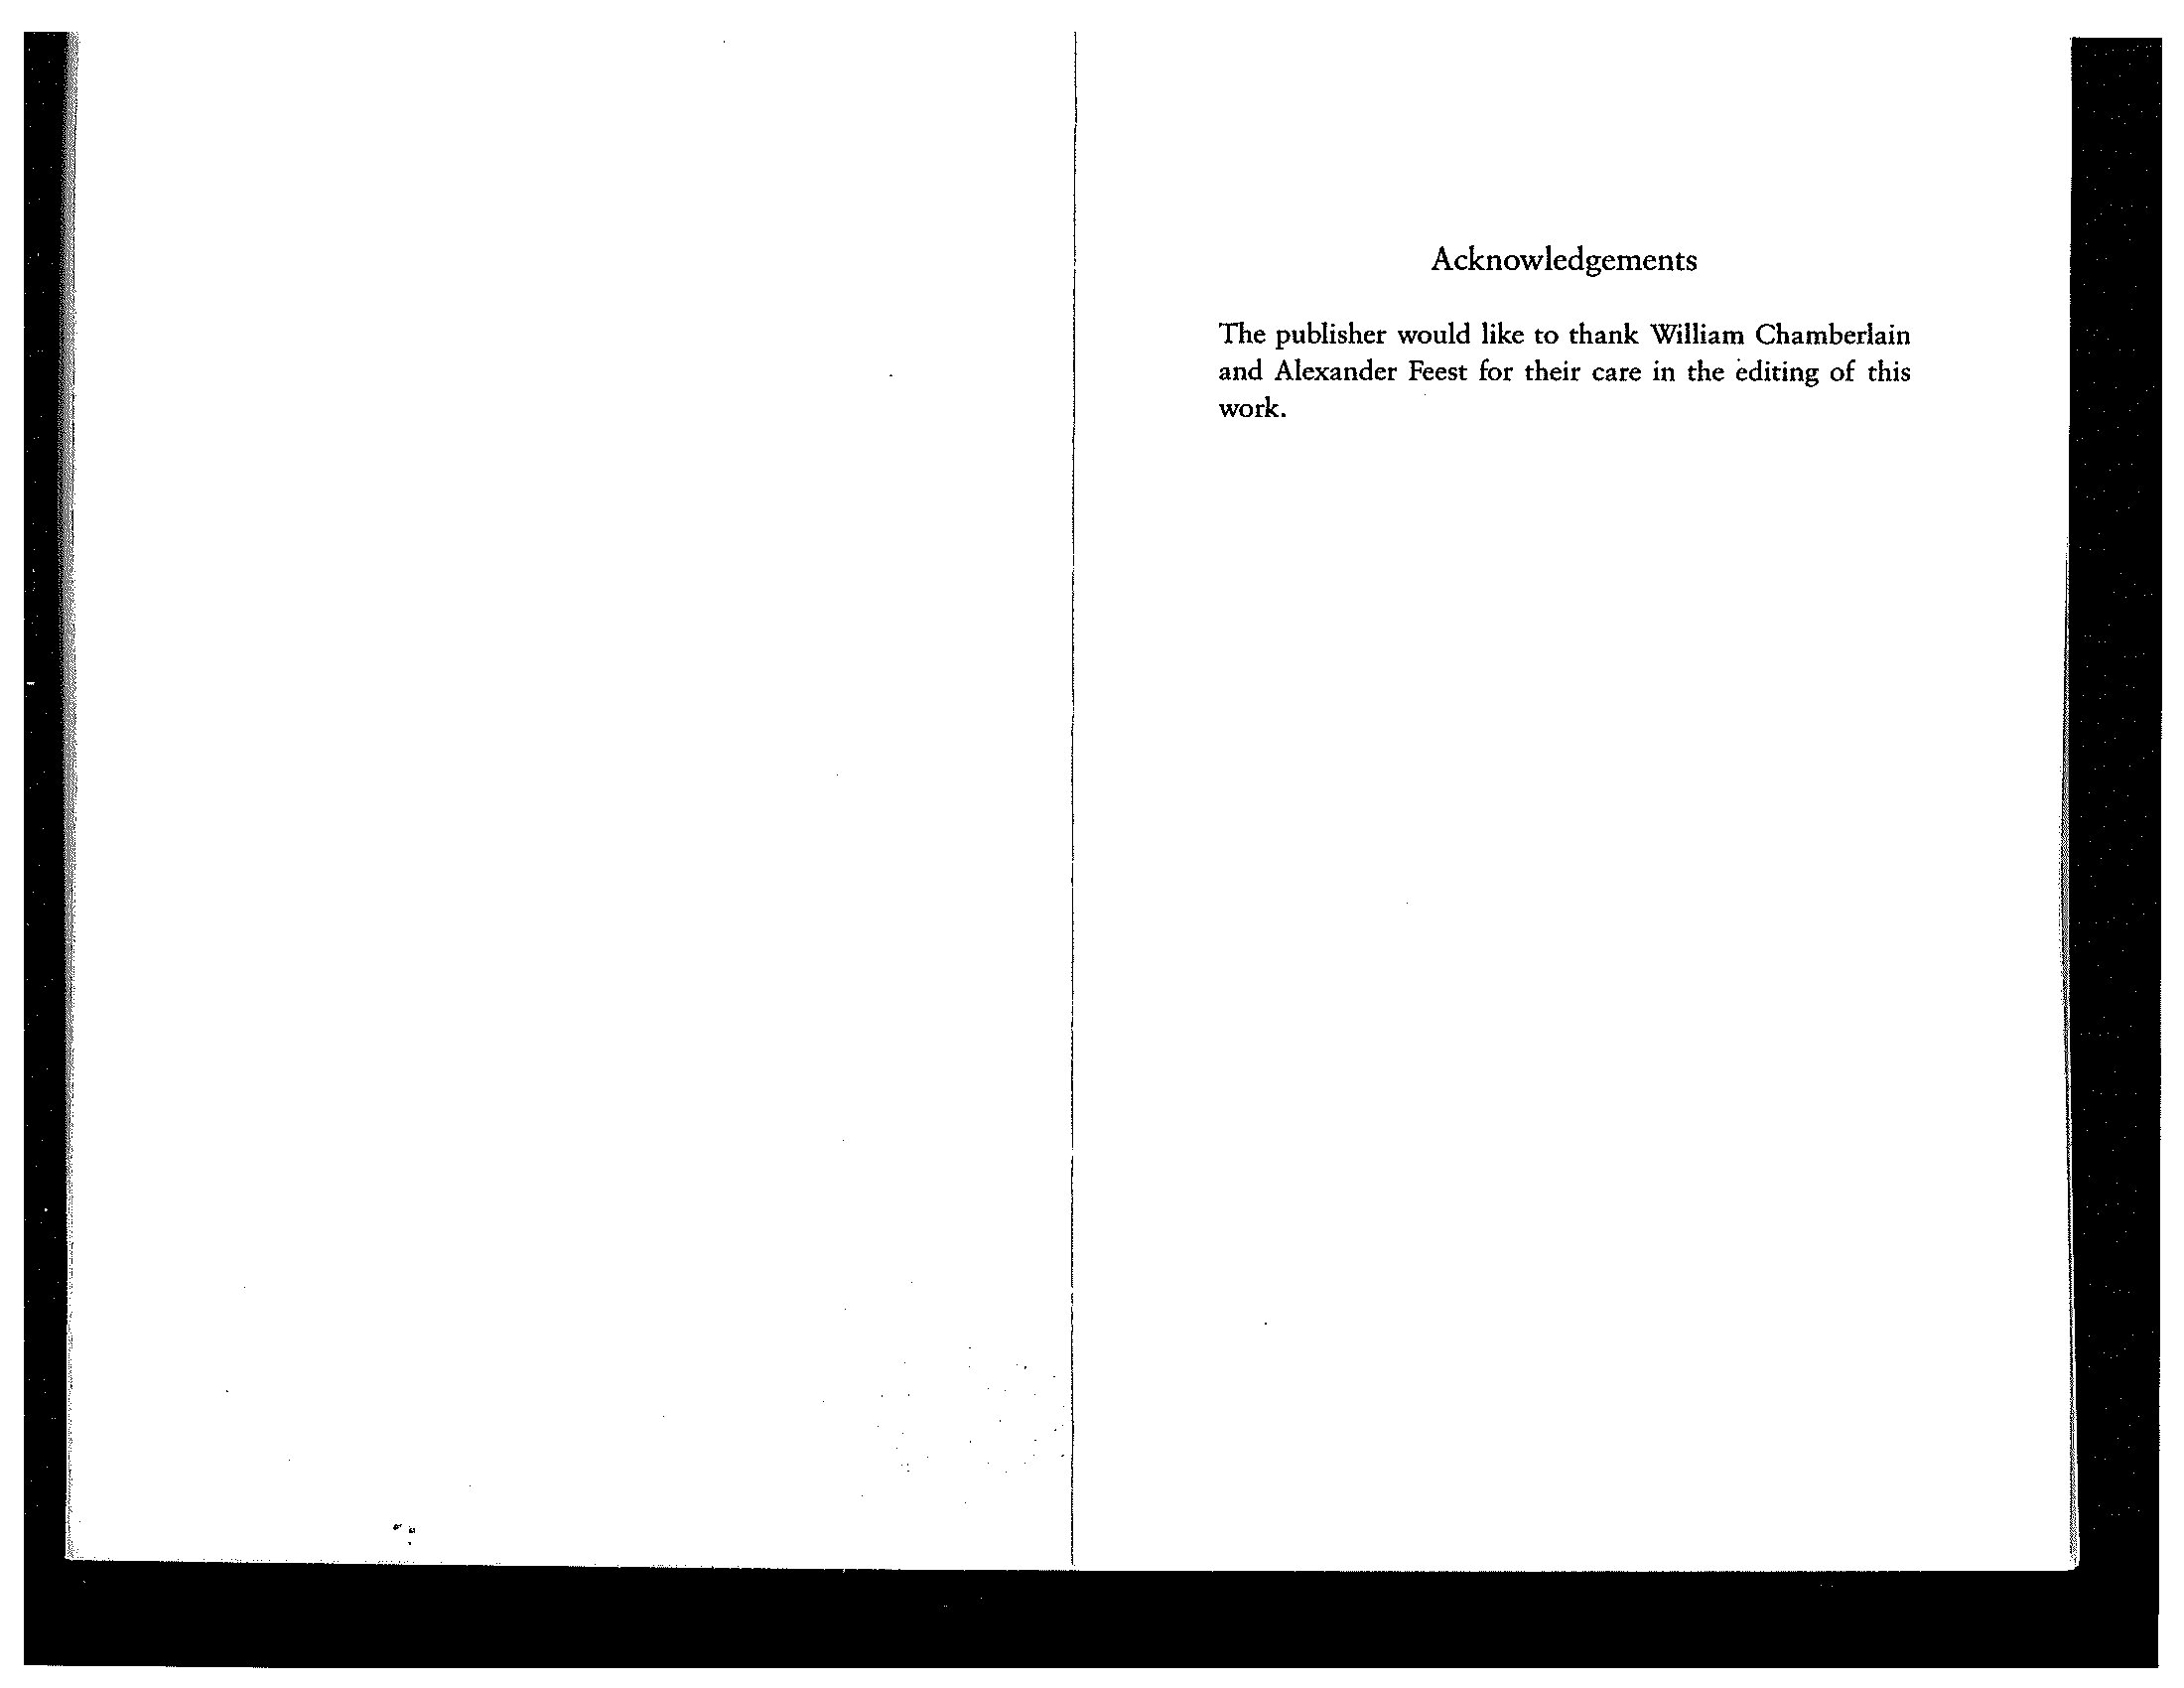 Acknowledgements
The publisher would like to thank William Chamberlain
and Alexander Feest for their care in the editing of this
work.